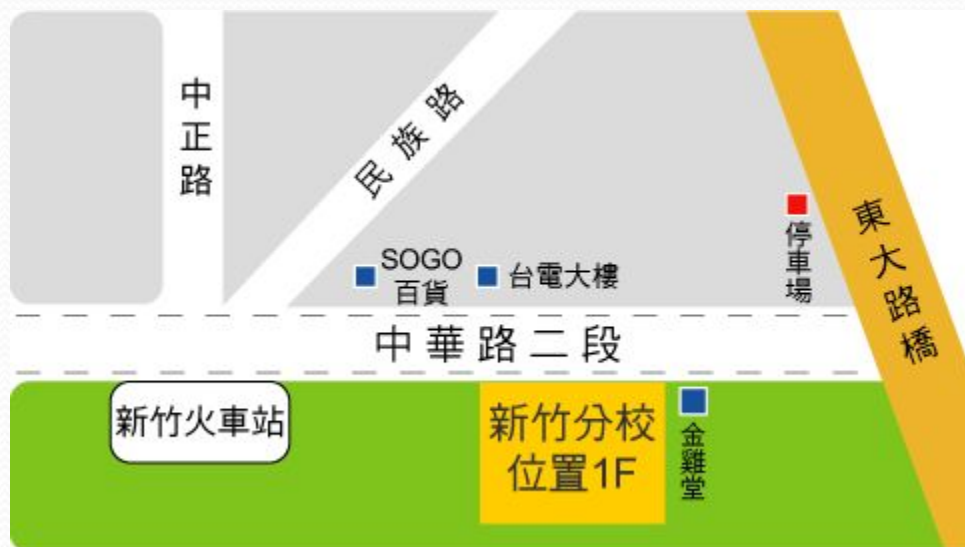 中正路
民族路
SOGO
百貨
台電大樓
停車場
東大路橋
中華路二段
新竹火車站
新竹分校
位置1F
金雞堂